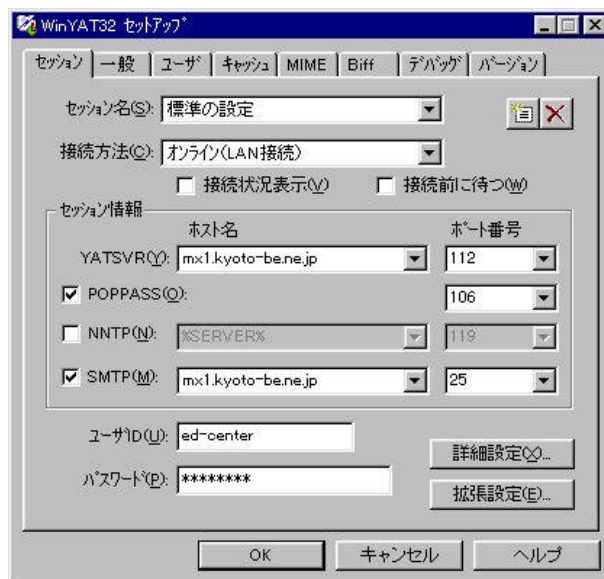 WinYAT32 セットアップ
セッション 一般 ユーザ キャッシュ MIME Biff デバッグ バージョン
セッション名(S): 標準の設定
接続方法(C): オンライン(LAN接続)
接続状況表示(V) 接続前に待つ(W)
セッション情報
ホスト名 ポート番号
YATSVR(Y): mx1.kyoto-be.ne.jp 112
POPPASS(O): 106
NNTP(N): %SERVER% 119
SMTP(M): mx1.kyoto-be.ne.jp 25
ユーザID(U): ed-center
詳細設定(X)...
パスワード(P): ********
拡張設定(E)...
OK キャンセル ヘルプ